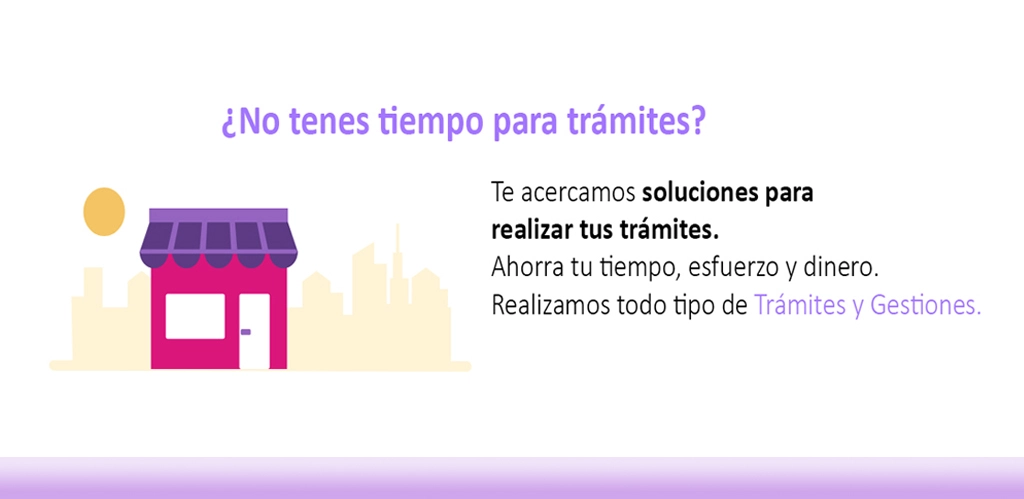 ¿No tenes tiempo para trámites?
Te acercamos soluciones para
realizar tus trámites.
Ahorra tu tiempo, esfuerzo y dinero.
Realizamos todo tipo de Trámites y Gestiones.